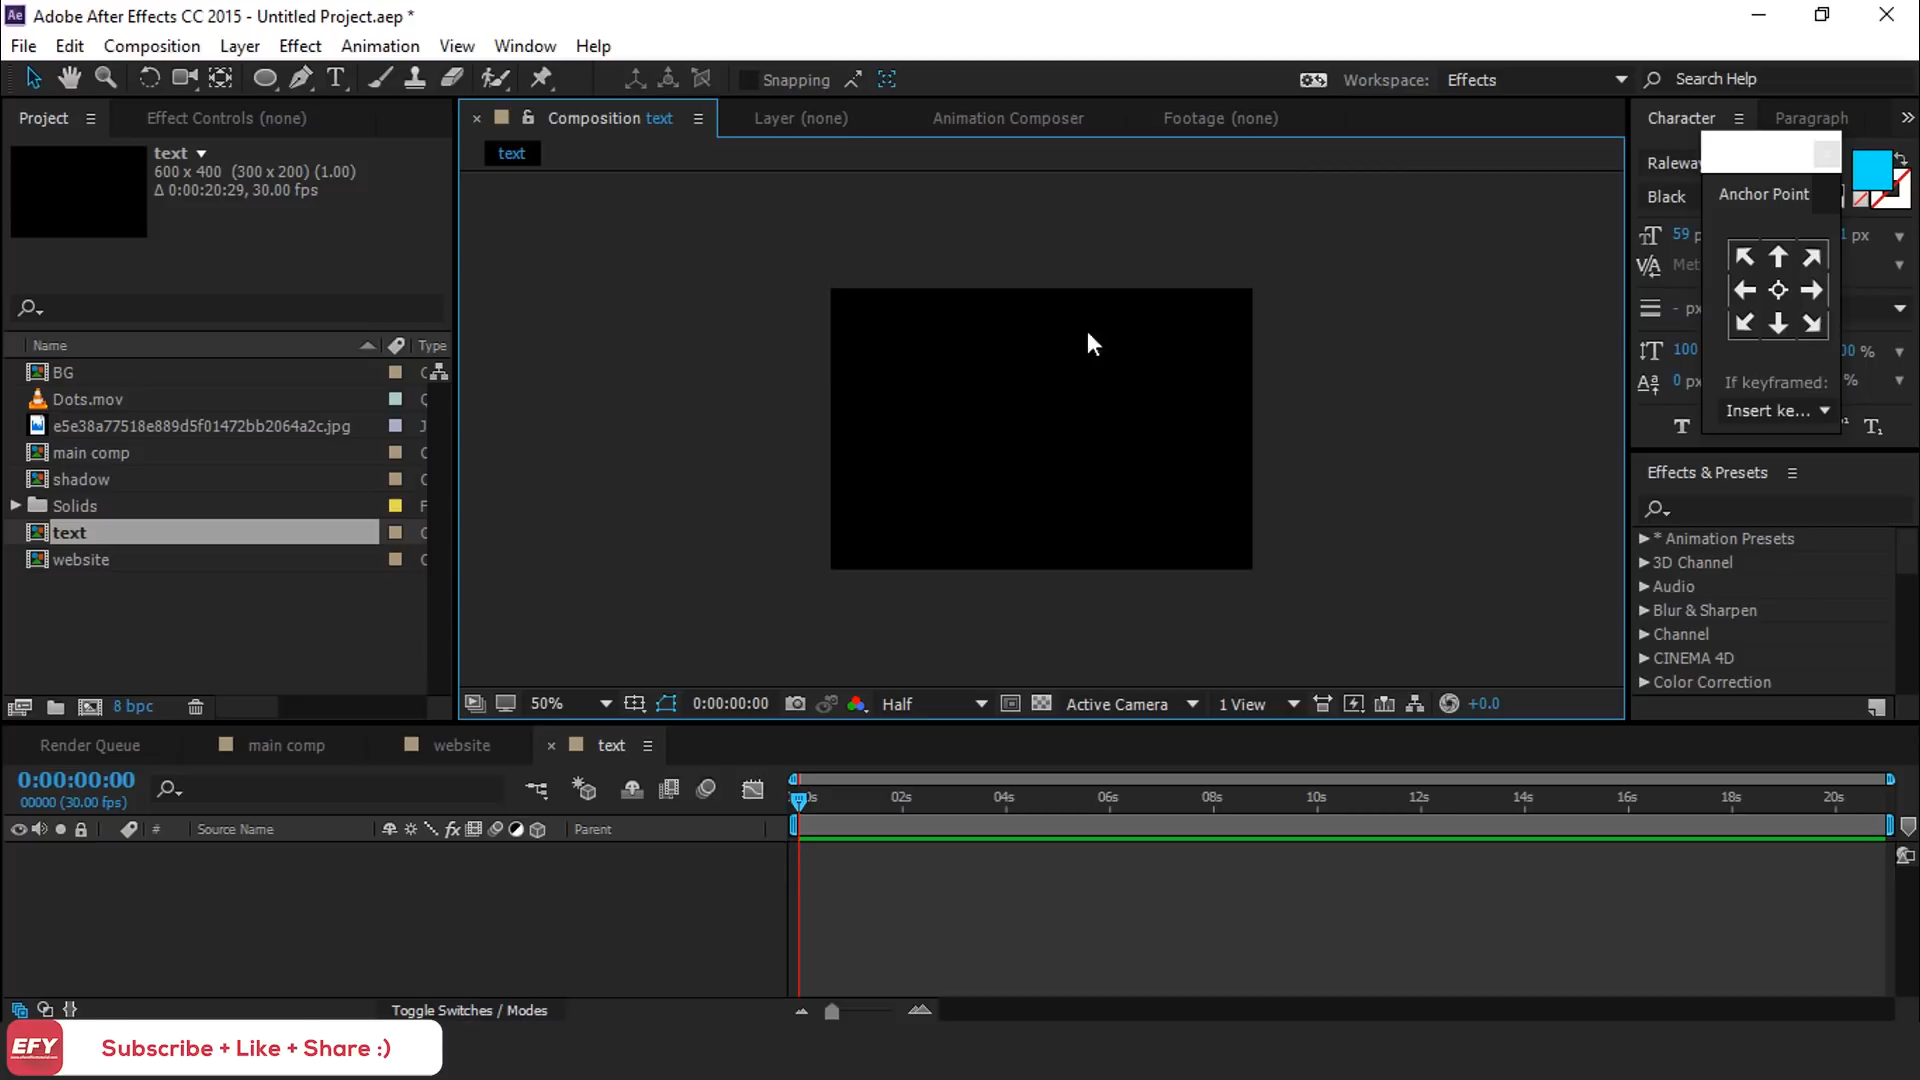 Adobe After Effects CC 2015 - Untitled Project.aep *
File Edit Composition Layer Effect Animation View Window Help
Snapping
Workspace: Effects
Search Help
Project
Effect Controls (none)
Composition text
Layer (none)
Animation Composer
Footage (none)
text
text
600 x 400 (300 x 200) (1.00)
Δ 0:00:20:29, 30.00 fps
Name Type
BG
Dots.mov
e5e38a77518e889d5f01472bb2064a2c.jpg
main comp
shadow
Solids
text
website
8 bpc
50%
0:00:00:00
Half
Active Camera
1 View
+0.0
Character
Paragraph
Black
59
px
Anchor Point
100
%
0 px
%
If keyframed:
Insert ke...
Effects & Presets
* Animation Presets
3D Channel
Audio
Blur & Sharpen
Channel
CINEMA 4D
Color Correction
Render Queue
main comp
website
text
0:00:00:00
00000 (30.00 fps)
02s 04s 06s 08s 10s 12s 14s 16s 18s 20s
# Source Name
fx
Parent
Toggle Switches / Modes
EFY
Subscribe + Like + Share :)